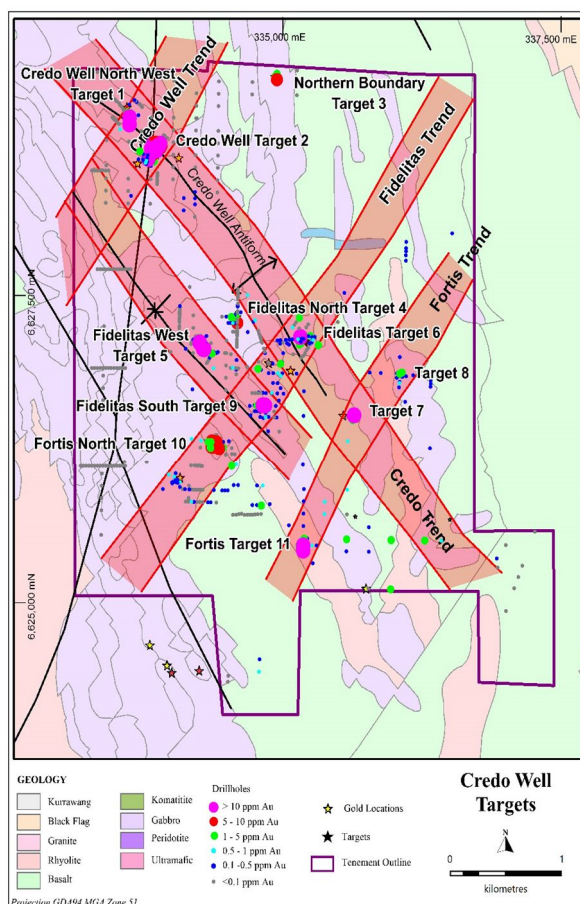 335,000 mE
337,500 mE
Credo Well North West
Target 1
Credo Well Trend
Northern Boundary
Target 3
Credo Well Target 2
Fidelitas Trend
Credo Well Antiform
Fortis Trend
6,627,500 mN
Fidelitas North Target 4
Fidelitas West
Target 5
Fidelitas Target 6
Target 8
Fidelitas South Target 9
Target 7
Fortis North Target 10
Credo Trend
Fortis Target 11
6,625,000 mN
GEOLOGY
Kurrawang
Black Flag
Granite
Rhyolite
Basalt
Komatitite
Gabbro
Peridotite
Ultramafic
Drillholes
> 10 ppm Au
5 - 10 ppm Au
1 - 5 ppm Au
0.5 - 1 ppm Au
0.1 -0.5 ppm Au
<0.1 ppm Au
Gold Locations
Targets
Tenement Outline
Credo Well
Targets
N
0 1
kilometres
Projection GDA94 MGA Zone 51